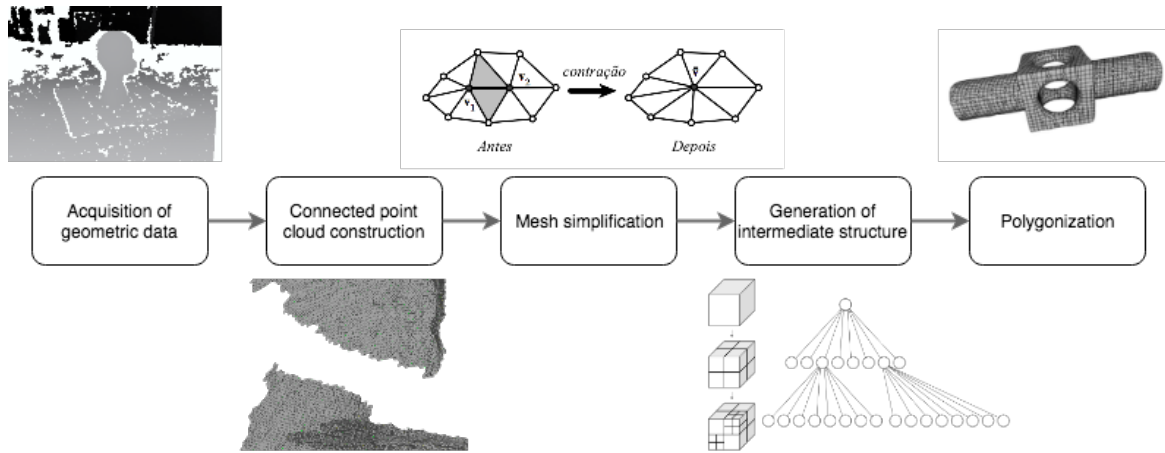 contração
v̄
v₂
v₁
Antes
Depois
Acquisition of
geometric data
Connected point
cloud construction
Mesh simplification
Generation of
intermediate structure
Polygonization